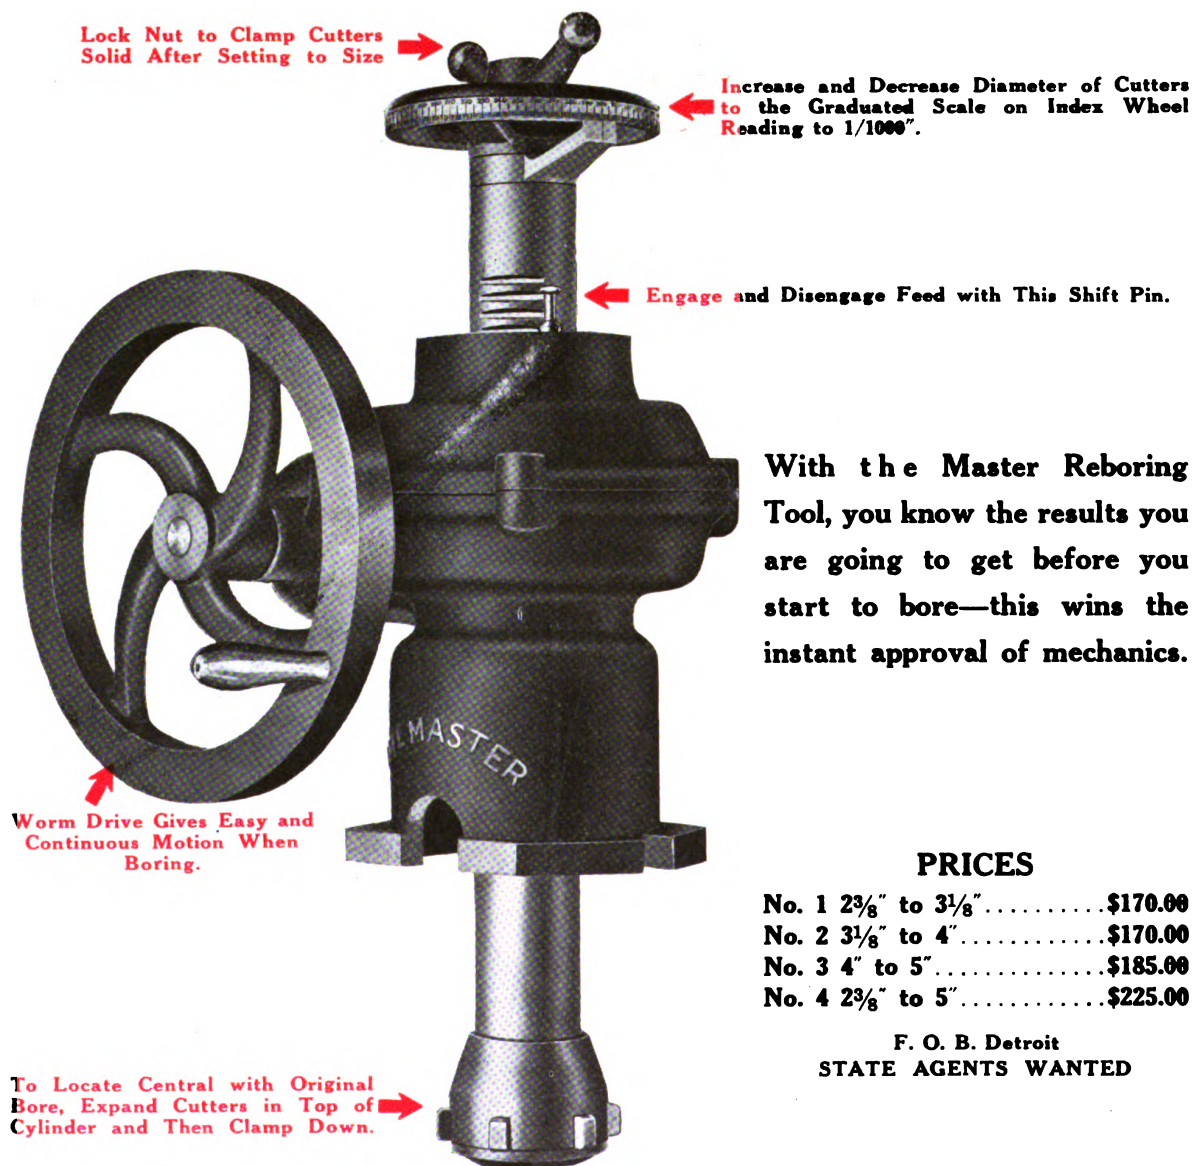 Lock Nut to Clamp Cutters
Solid After Setting to Size
Increase and Decrease Diameter of Cutters
to the Graduated Scale on Index Wheel
Reading to 1/1000″.
Engage and Disengage Feed with This Shift Pin.
With the Master Reboring
Tool, you know the results you
are going to get before you
start to bore—this wins the
instant approval of mechanics.
MASTER
Worm Drive Gives Easy and
Continuous Motion When
Boring.
PRICES
No. 1 2⅜″ to 3⅛″..........$170.00
No. 2 3⅛″ to 4″............$170.00
No. 3 4″ to 5″..............$185.00
No. 4 2⅜″ to 5″............$225.00
F. O. B. Detroit
STATE AGENTS WANTED
To Locate Central with Original
Bore, Expand Cutters in Top of
Cylinder and Then Clamp Down.